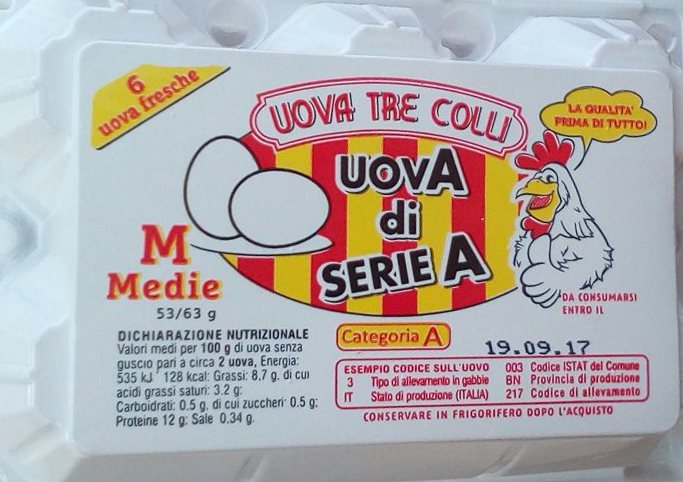 6
uova fresche
UOVA TRE COLLI
LA QUALITA'
PRIMA DI TUTTO!
UOVA
di
SERIE A
M
Medie
53/63 g
DA CONSUMARSI
ENTRO IL
19.09.17
Categoria A
DICHIARAZIONE NUTRIZIONALE
Valori medi per 100 g di uova senza
guscio pari a circa 2 uova, Energia:
535 kJ 128 kcal: Grassi: 8,7 g. di cui
acidi grassi saturi: 3.2 g:
Carboidrati: 0.5 g. di cui zuccheri 0.5 g:
Proteine 12 g: Sale 0.34 g.
ESEMPIO CODICE SULL'UOVO 003 Codice ISTAT del Comune
3 Tipo di allevamento in gabbie BN Provincia di produzione
IT Stato di produzione (ITALIA) 217 Codice di allevamento
CONSERVARE IN FRIGORIFERO DOPO L'ACQUISTO